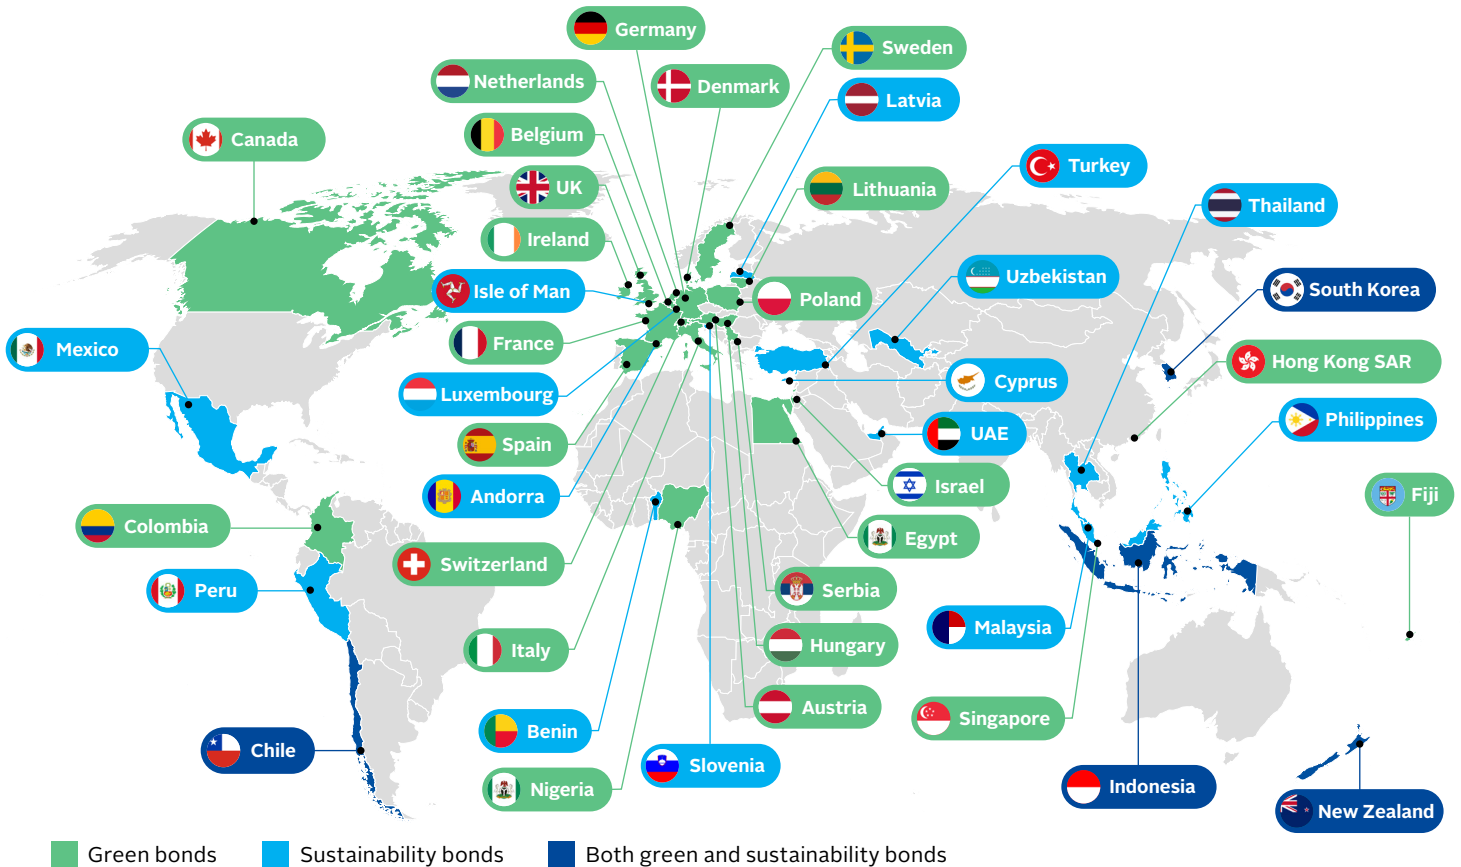 Germany
Sweden
Netherlands
Denmark
Latvia
Canada
Belgium
Turkey
UK
Lithuania
Thailand
Ireland
Uzbekistan
Isle of Man
South Korea
Poland
France
Mexico
Hong Kong SAR
Cyprus
Luxembourg
Philippines
UAE
Spain
Israel
Andorra
Fiji
Colombia
Egypt
Switzerland
Peru
Serbia
Malaysia
Italy
Hungary
Austria
Singapore
Benin
Chile
Slovenia
Indonesia
Nigeria
New Zealand
Green bonds
Sustainability bonds
Both green and sustainability bonds